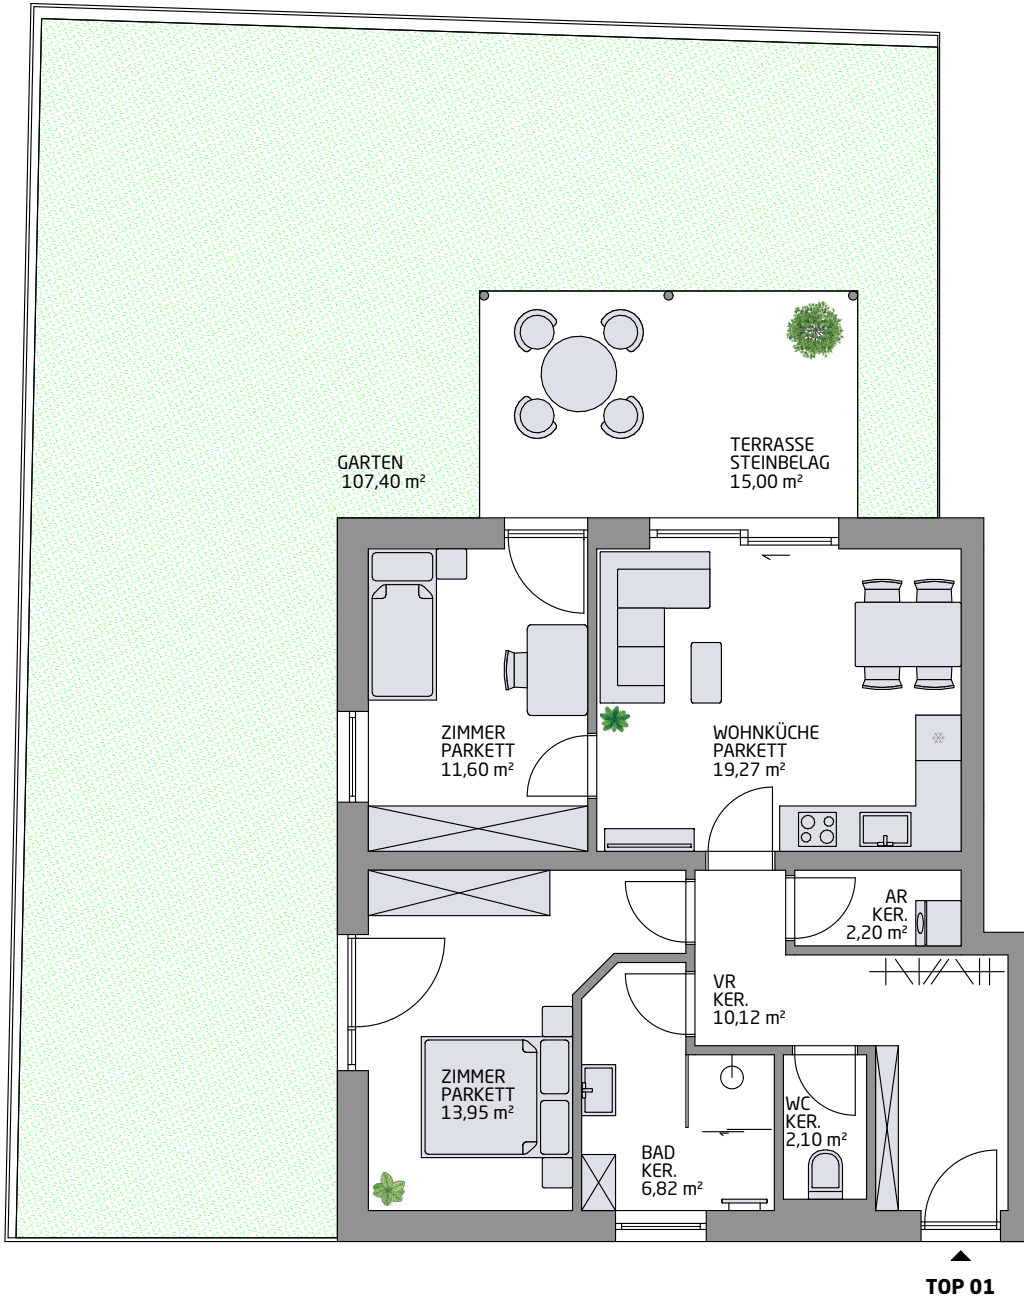 TERRASSE
STEINBELAG
15,00 m²
GARTEN
107,40 m²
ZIMMER
PARKETT
11,60 m²
WOHNKÜCHE
PARKETT
19,27 m²
AR
KER.
2,20 m²
VR
KER.
10,12 m²
ZIMMER
PARKETT
13,95 m²
WC
KER.
2,10 m²
BAD
KER.
6,82 m²
TOP 01